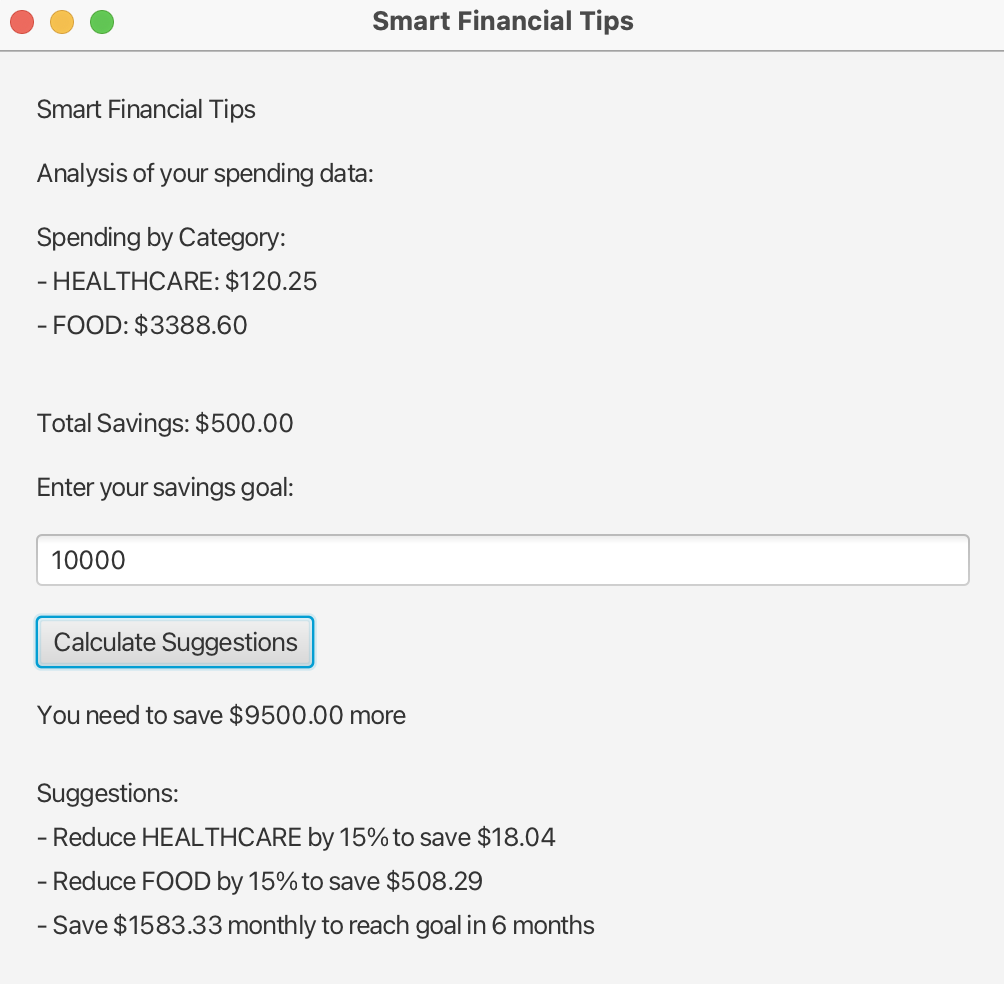 Smart Financial Tips
Smart Financial Tips
Analysis of your spending data:
Spending by Category:
- HEALTHCARE: $120.25
- FOOD: $3388.60
Total Savings: $500.00
Enter your savings goal:
10000
Calculate Suggestions
You need to save $9500.00 more
Suggestions:
- Reduce HEALTHCARE by 15% to save $18.04
- Reduce FOOD by 15% to save $508.29
- Save $1583.33 monthly to reach goal in 6 months